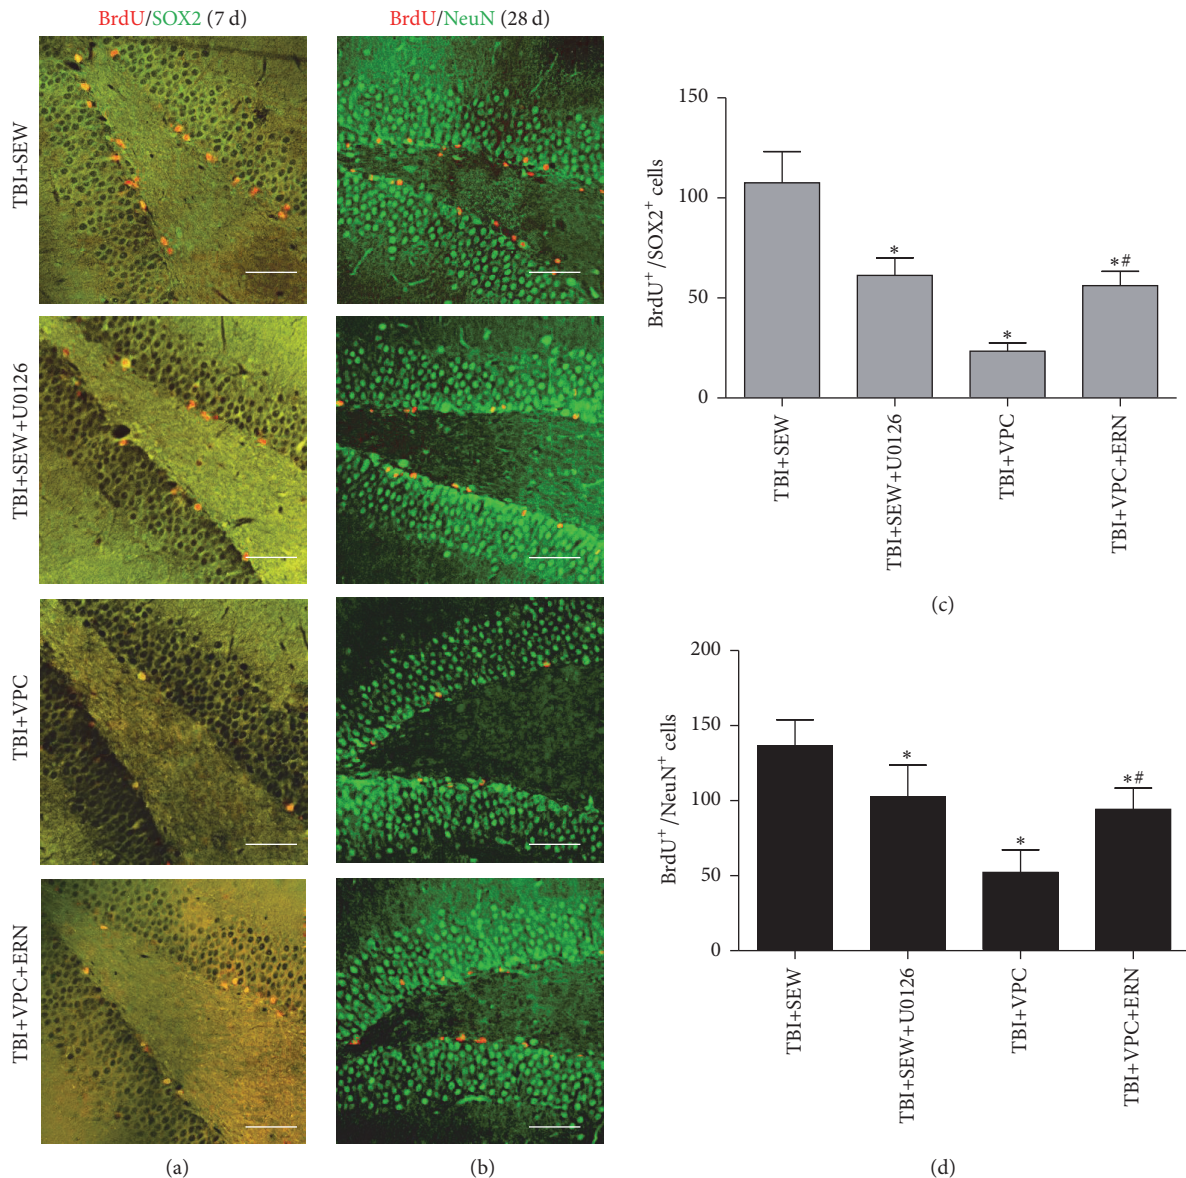 BrdU/SOX2 (7 d)
BrdU/NeuN (28 d)
TBI+SEW
TBI+SEW+U0126
TBI+VPC
TBI+VPC+ERN
(a)
(b)
BrdU⁺/SOX2⁺ cells
150
100
50
0
*
*
*#
TBI+SEW
TBI+SEW+U0126
TBI+VPC
TBI+VPC+ERN
(c)
BrdU⁺/NeuN⁺ cells
200
150
100
50
0
*
*
*#
TBI+SEW
TBI+SEW+U0126
TBI+VPC
TBI+VPC+ERN
(d)